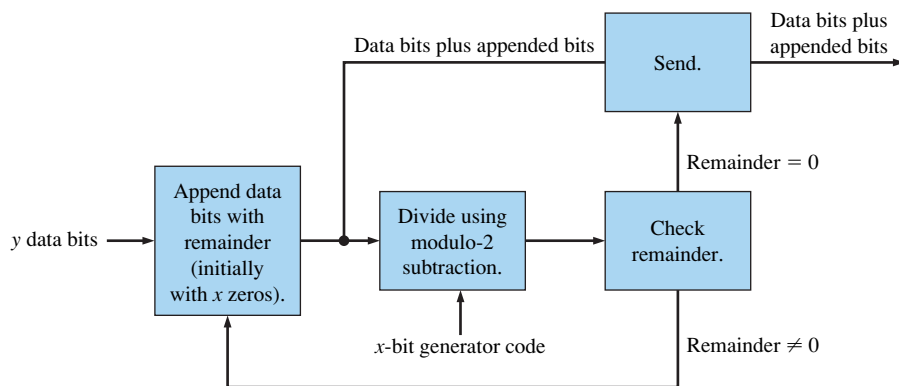 Data bits plus appended bits
Send.
Data bits plus
appended bits
Remainder = 0
y data bits
Append data
bits with
remainder
(initially
with x zeros).
Divide using
modulo-2
subtraction.
Check
remainder.
x-bit generator code
Remainder ≠ 0